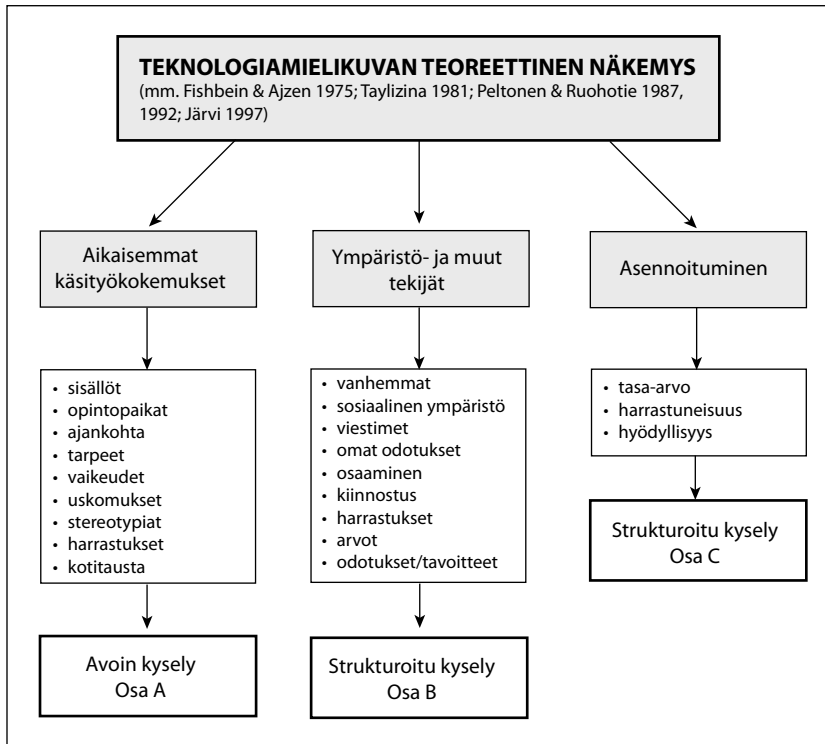 TEKNOLOGIAMIELIKUVAN TEOREETTINEN NÄKEMYS
(mm. Fishbein & Ajzen 1975; Taylizina 1981; Peltonen & Ruohotie 1987,
1992; Järvi 1997)
Aikaisemmat
käsityökokemukset
• sisällöt
• opintopaikat
• ajankohta
• tarpeet
• vaikeudet
• uskomukset
• stereotypiat
• harrastukset
• kotitausta
Avoin kysely
Osa A
Ympäristö- ja muut
tekijät
• vanhemmat
• sosiaalinen ympäristö
• viestimet
• omat odotukset
• osaaminen
• kiinnostus
• harrastukset
• arvot
• odotukset/tavoitteet
Strukturoitu kysely
Osa B
Asennoituminen
• tasa-arvo
• harrastuneisuus
• hyödyllisyys
Strukturoitu kysely
Osa C